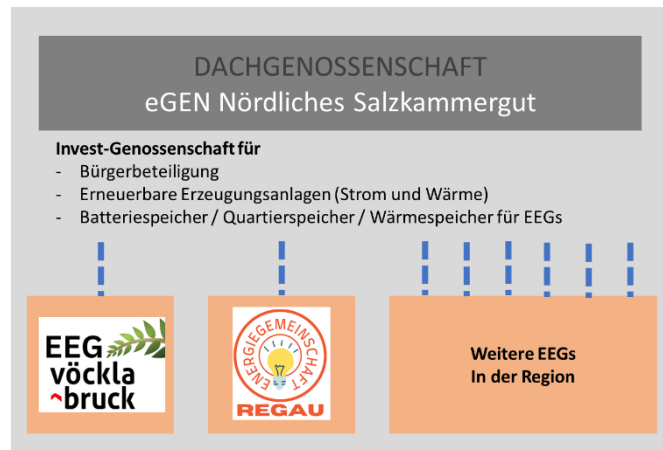 DACHGENOSSENSCHAFT
eGEN Nördliches Salzkammergut
Invest-Genossenschaft für
- Bürgerbeteiligung
- Erneuerbare Erzeugungsanlagen (Strom und Wärme)
- Batteriespeicher / Quartierspeicher / Wärmespeicher für EEGs
EEG
vöckla
^bruck
ENERGIEGEMEINSCHAFT
REGAU
Weitere EEGs
In der Region